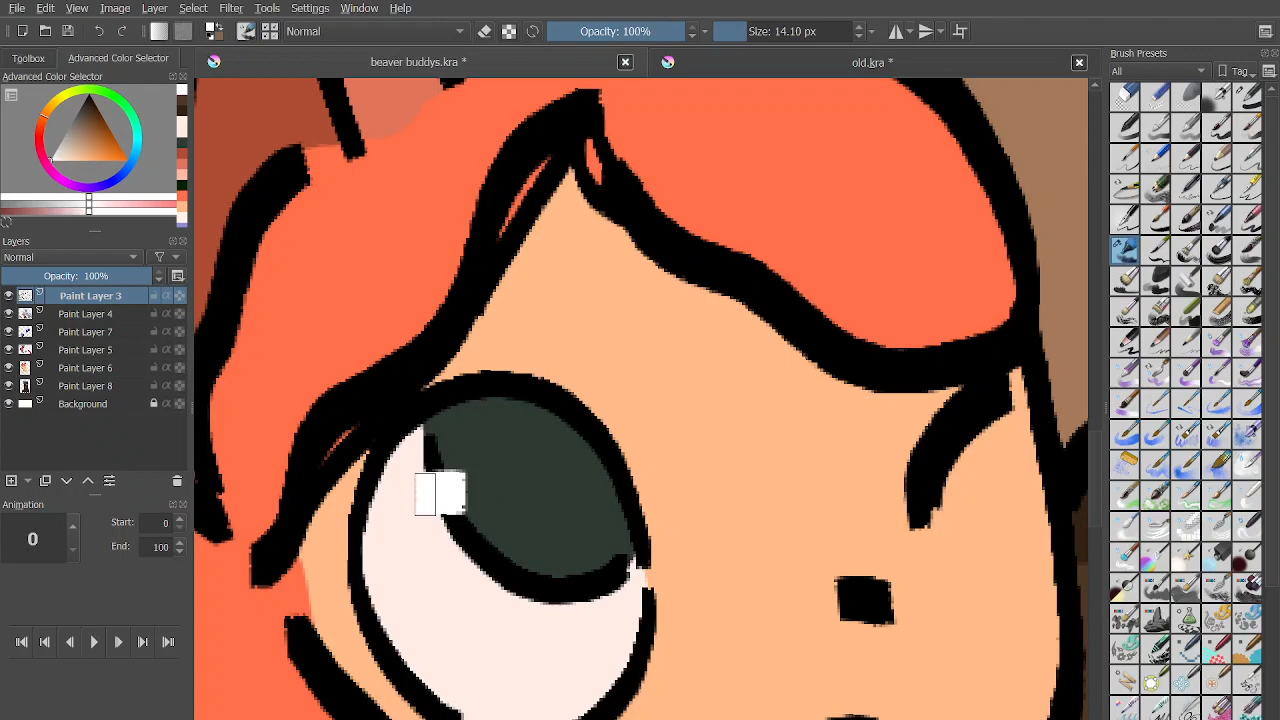 File Edit View Image Layer Select Filter Tools Settings Window Help
Normal Opacity: 100% Size: 14.10 px
Toolbox Advanced Color Selector beaver buddys.kra * old.kra * Brush Presets
Advanced Color Selector All Tag
Layers
Normal
Opacity: 100%
Paint Layer 3
Paint Layer 4
Paint Layer 7
Paint Layer 5
Paint Layer 6
Paint Layer 8
Background
Animation
0 Start: 0
End: 100